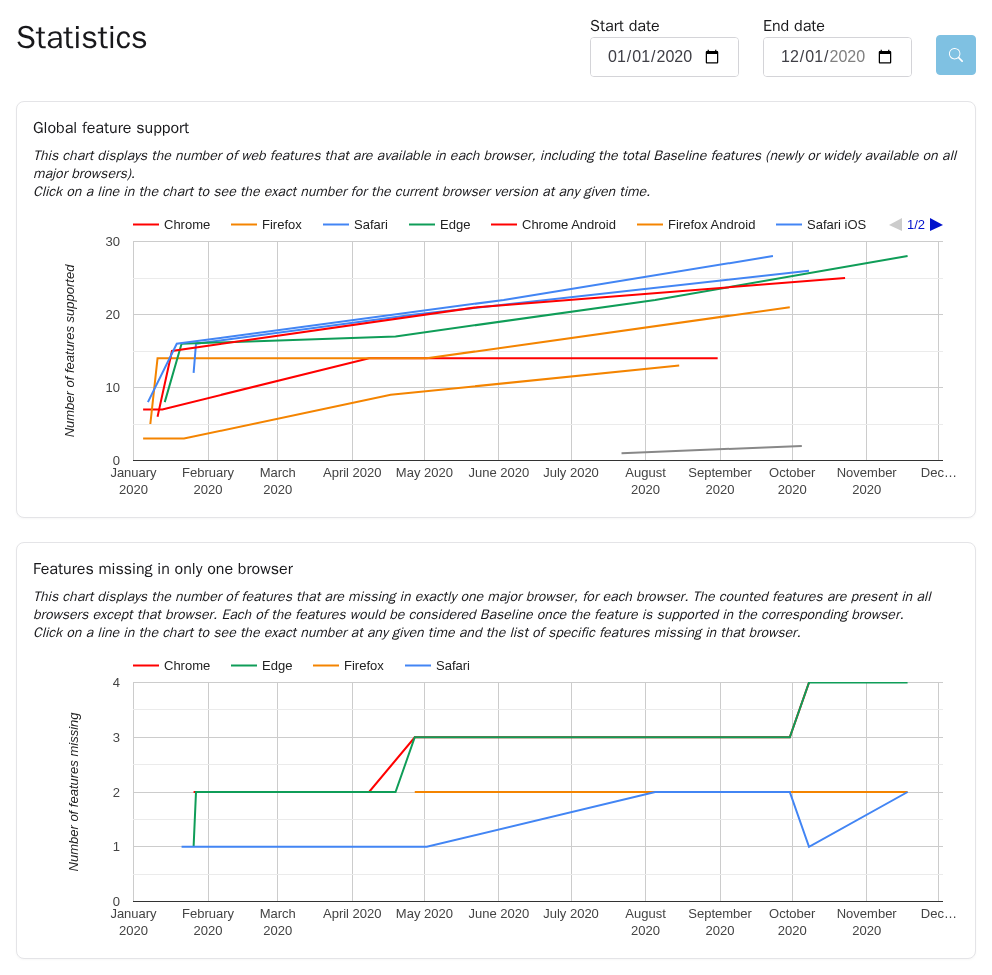 Statistics
Start date
End date
01/01/2020
12/01/2020
Global feature support
This chart displays the number of web features that are available in each browser, including the total Baseline features (newly or widely available on all
major browsers).
Click on a line in the chart to see the exact number for the current browser version at any given time.
Chrome Firefox Safari Edge Chrome Android Firefox Android Safari iOS 1/2
Number of features supported
30
20
10
0
January 2020
February 2020
March 2020
April 2020
May 2020
June 2020
July 2020
August 2020
September 2020
October 2020
November 2020
Dec…
Features missing in only one browser
This chart displays the number of features that are missing in exactly one major browser, for each browser. The counted features are present in all
browsers except that browser. Each of the features would be considered Baseline once the feature is supported in the corresponding browser.
Click on a line in the chart to see the exact number at any given time and the list of specific features missing in that browser.
Chrome Edge Firefox Safari
Number of features missing
4
3
2
1
0
January 2020
February 2020
March 2020
April 2020
May 2020
June 2020
July 2020
August 2020
September 2020
October 2020
November 2020
Dec…